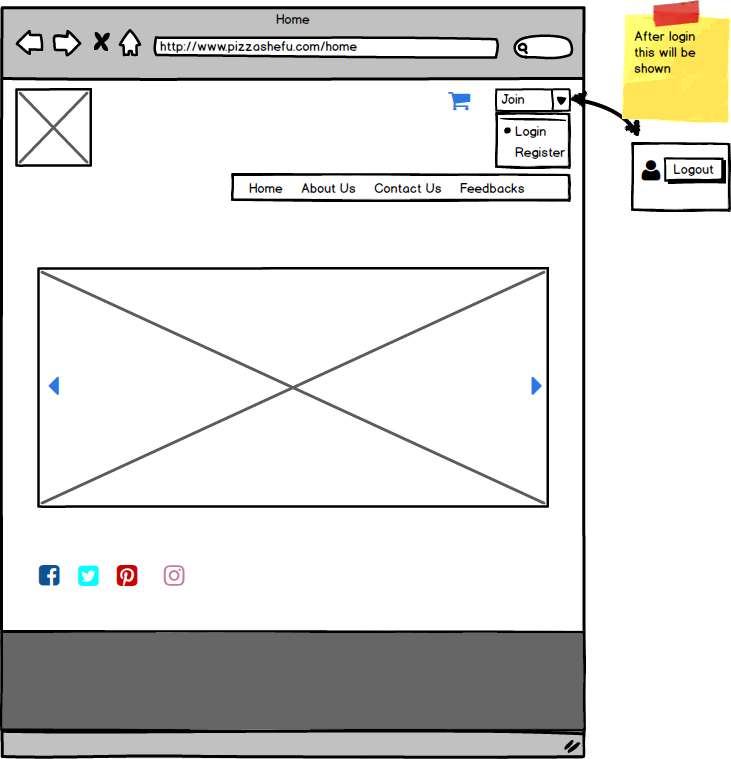 Home
http://www.pizzashefu.com/home
After login
this will be
shown
Join
Login
Register
Logout
Home About Us Contact Us Feedbacks